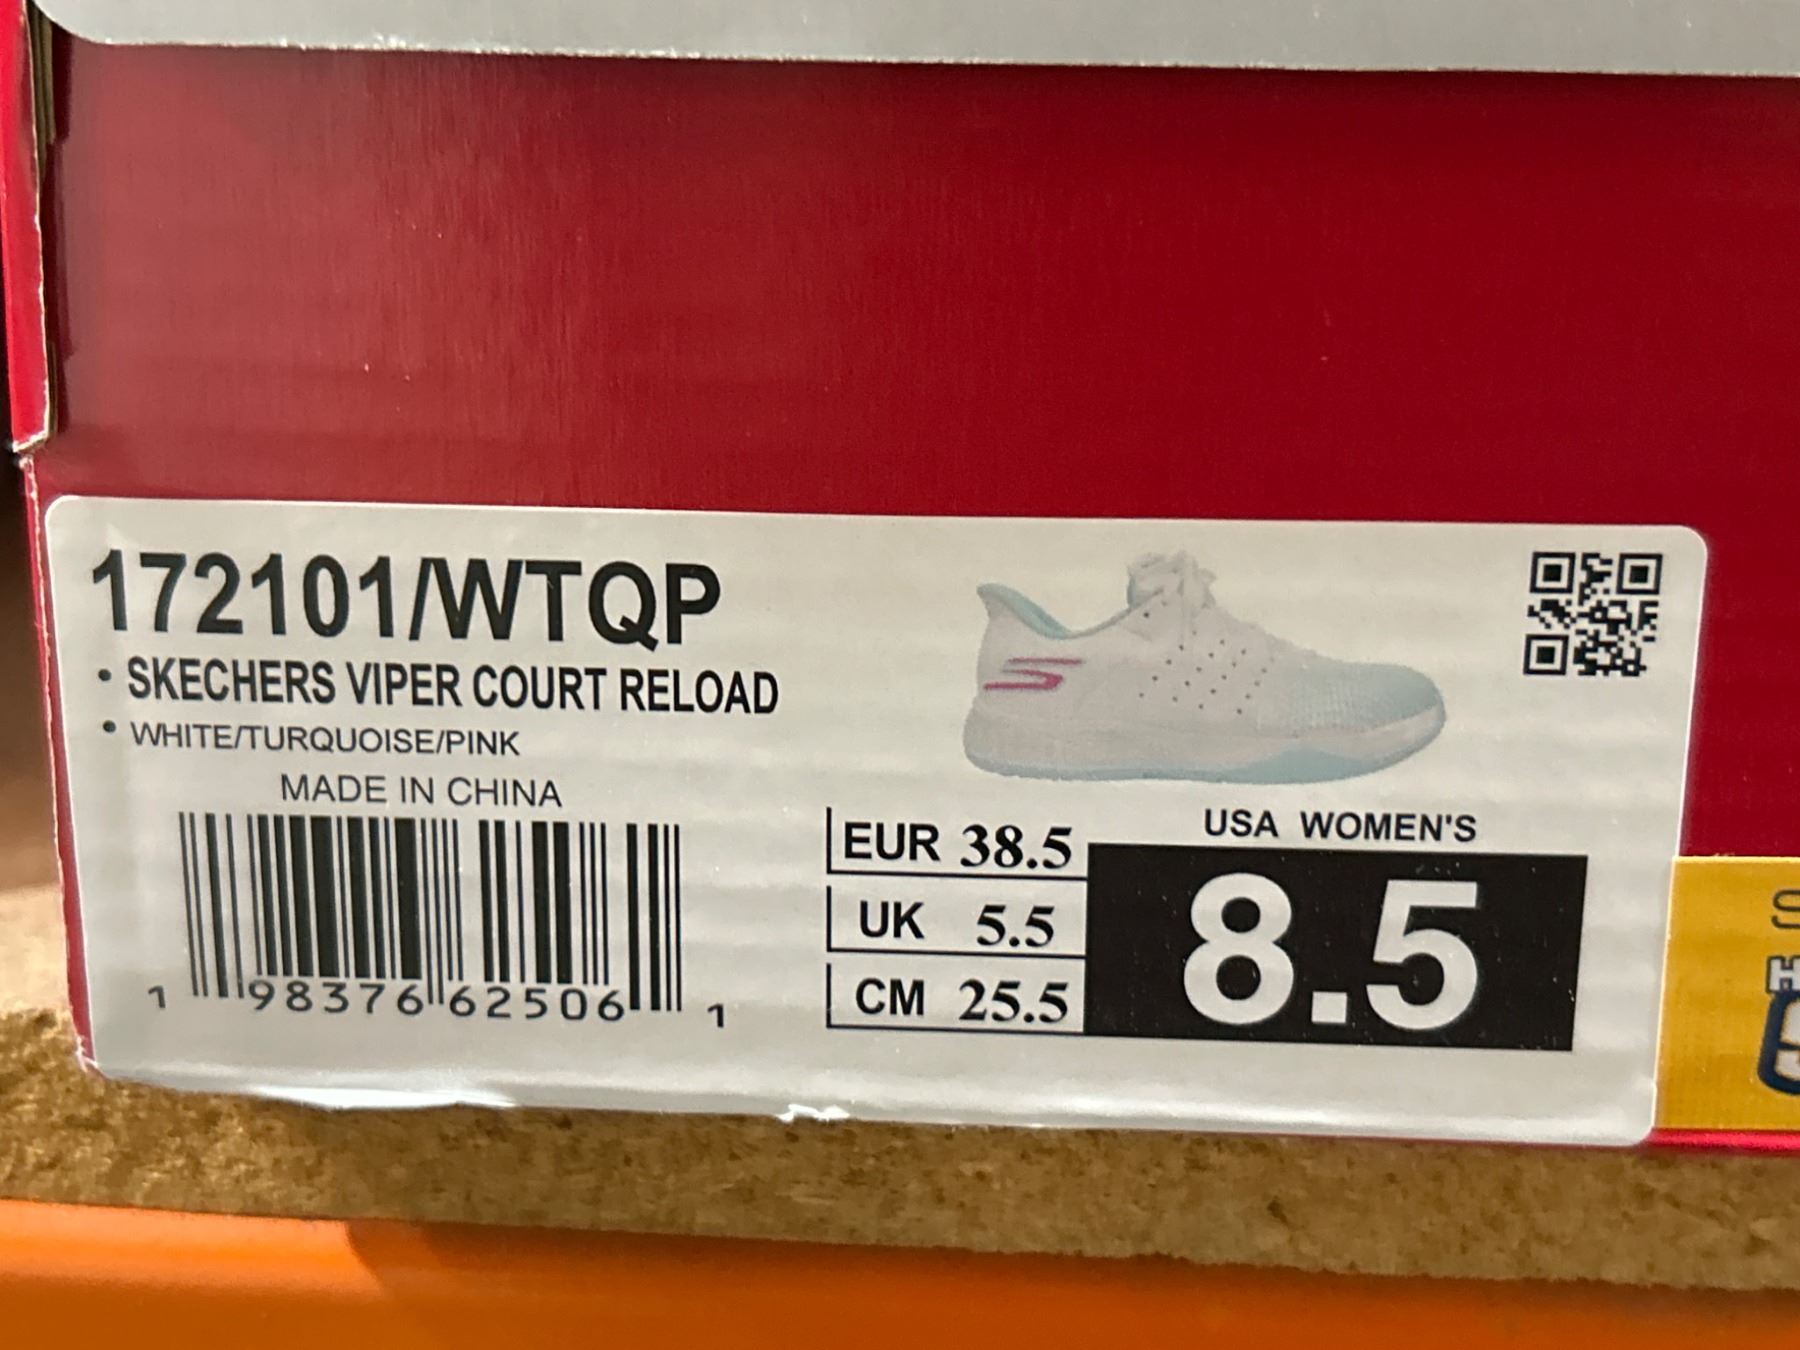 172101/WTQP
• SKECHERS VIPER COURT RELOAD
• WHITE/TURQUOISE/PINK
MADE IN CHINA
1 98376 62506 1
EUR 38.5
UK 5.5
CM 25.5
USA WOMEN'S
8.5